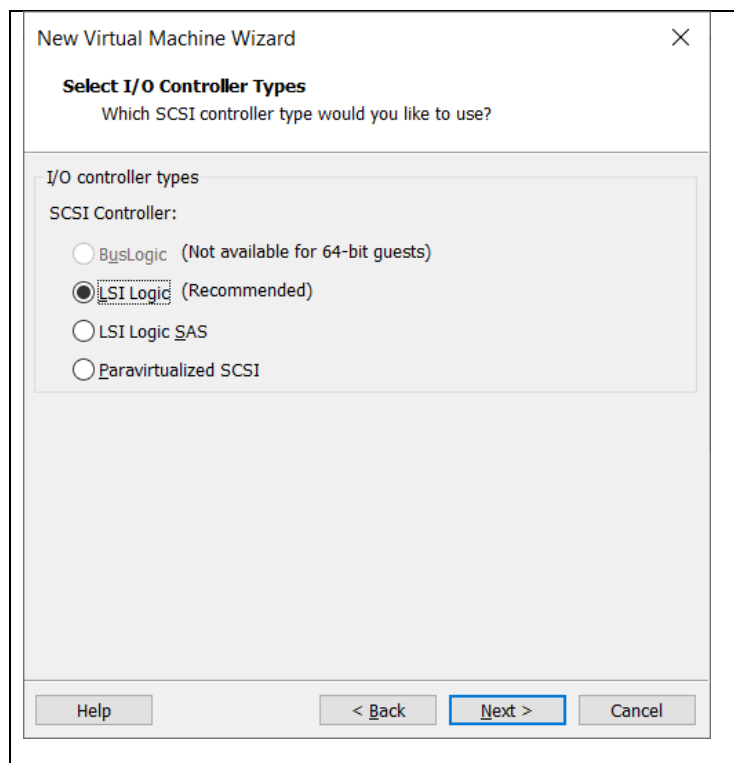 New Virtual Machine Wizard
Select I/O Controller Types
Which SCSI controller type would you like to use?
I/O controller types
SCSI Controller:
BusLogic (Not available for 64-bit guests)
LSI Logic (Recommended)
LSI Logic SAS
Paravirtualized SCSI
Help < Back Next > Cancel